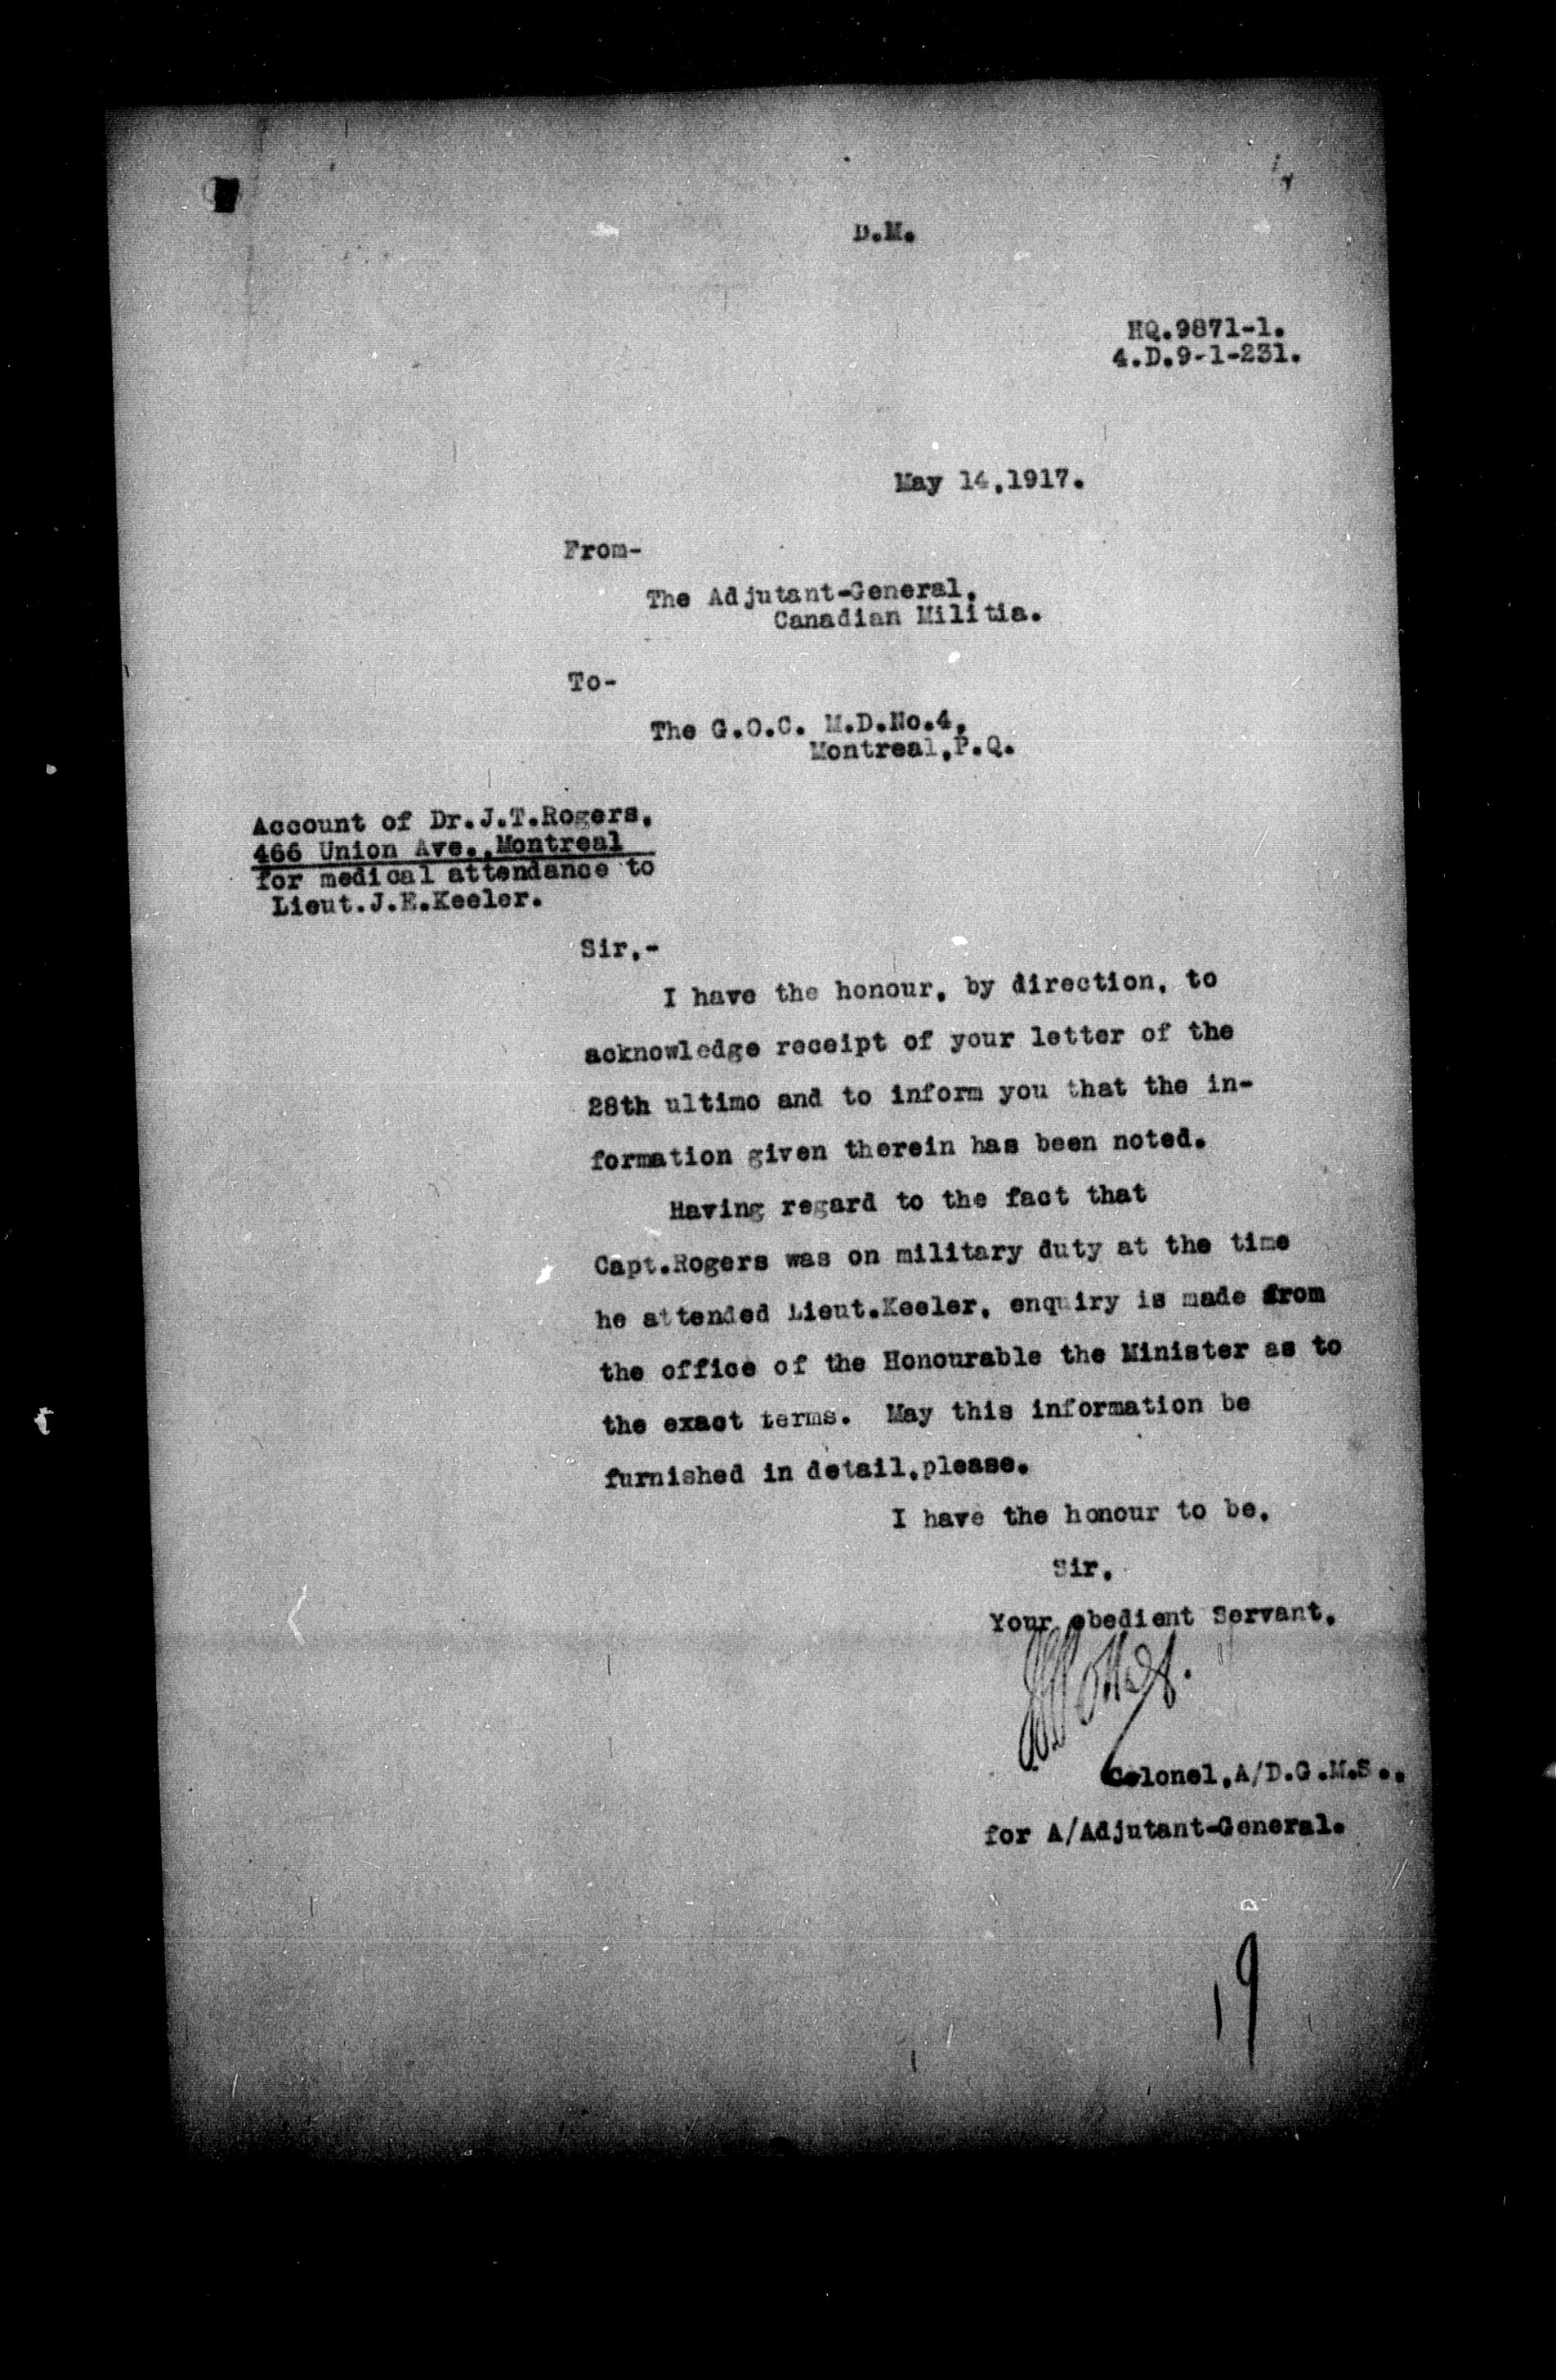 D.M.
HQ.9871-1.
4.D.9-1-231.
May 14,1917.
From-
The Adjutant-General,
Canadian Militia.
To-
The G.O.C. M.D.No.4,
Montreal,P.Q.
Account of Dr.J.T.Rogers,
466 Union Ave.,Montreal
for medical attendance to
Lieut.J.E.Keeler.
Sir,-
I have the honour, by direction, to
acknowledge receipt of your letter of the
28th ultimo and to inform you that the in-
formation given therein has been noted.
Having regard to the fact that
Capt.Rogers was on military duty at the time
he attended Lieut.Keeler, enquiry is made from
the office of the Honourable the Minister as to
the exact terms. May this information be
furnished in detail,please.
I have the honour to be,
Sir,
Your obedient Servant,
Colonel,A/D.G.M.S.,
for A/Adjutant-General.
19